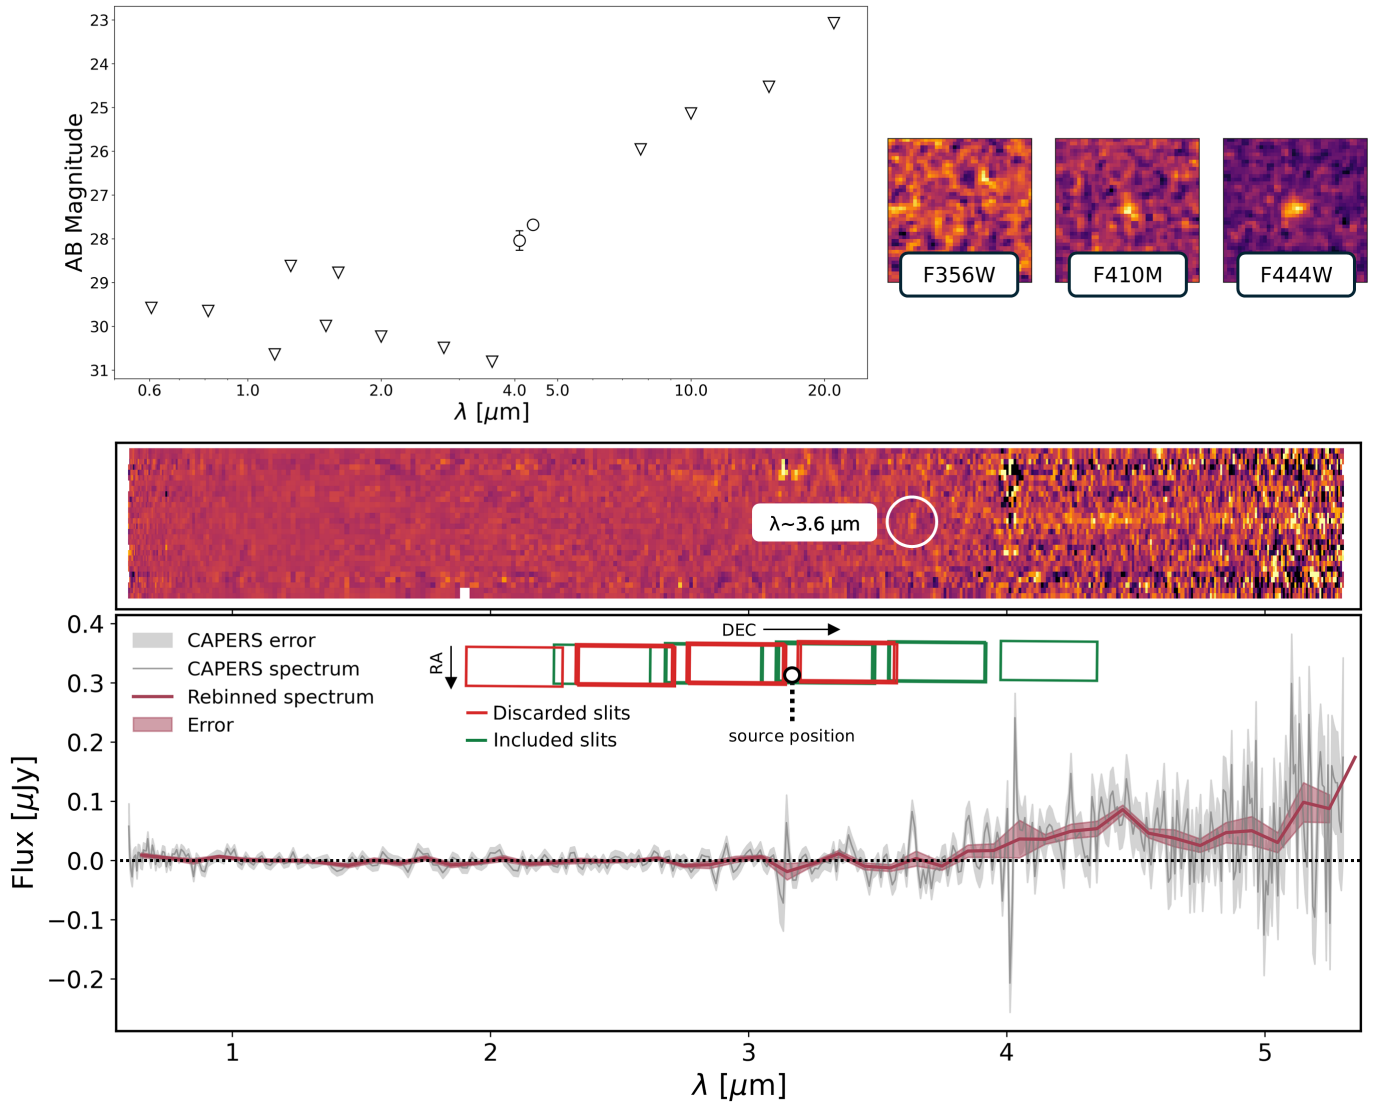 23
24
25
26
27
28
29
30
31
AB Magnitude
0.6
1.0
2.0
4.0
5.0
10.0
20.0
λ [μm]
F356W
F410M
F444W
λ~3.6 μm
0.4
0.3
0.2
0.1
0.0
−0.1
−0.2
Flux [μJy]
CAPERS error
CAPERS spectrum
Rebinned spectrum
Error
DEC
RA
Discarded slits
Included slits
source position
1
2
3
4
5
λ [μm]